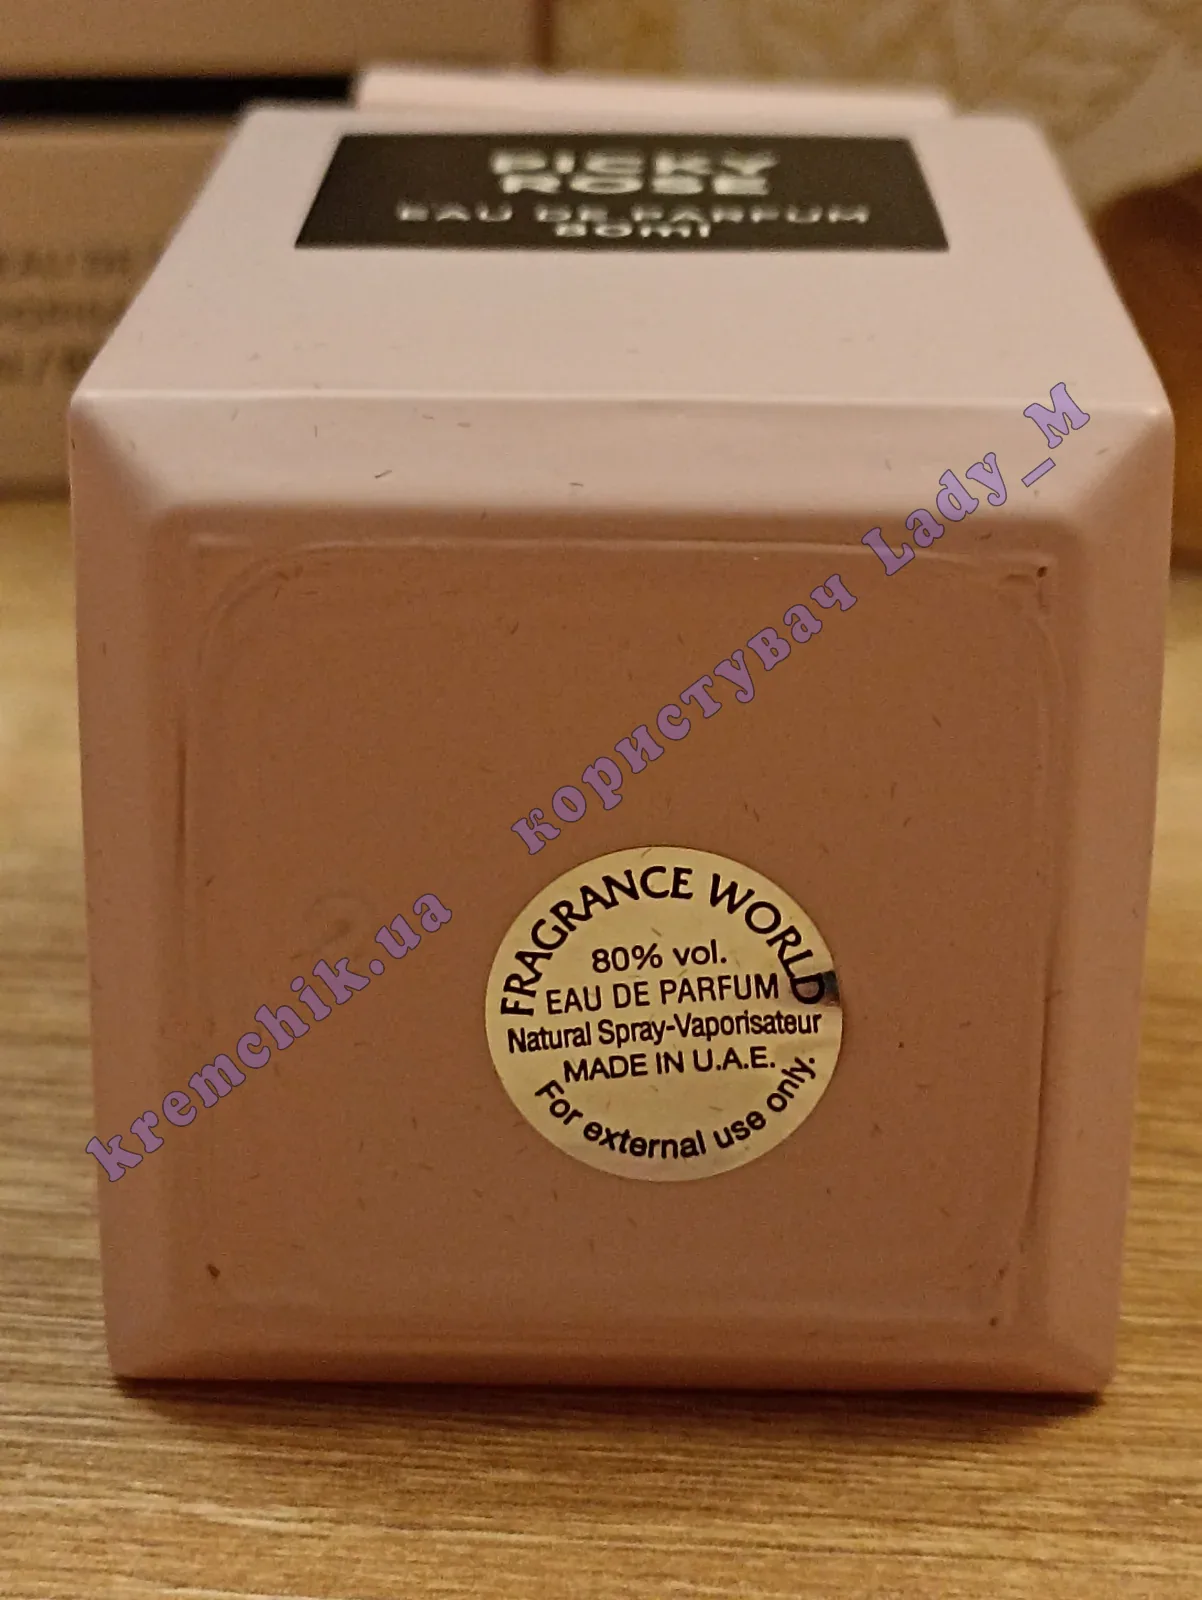 PICKY
ROSE
EAU DE PARFUM
80ml
FRAGRANCE WORLD
80% vol.
EAU DE PARFUM
Natural Spray-Vaporisateur
MADE IN U.A.E.
For external use only.
kremchik.ua користувач Lady_M